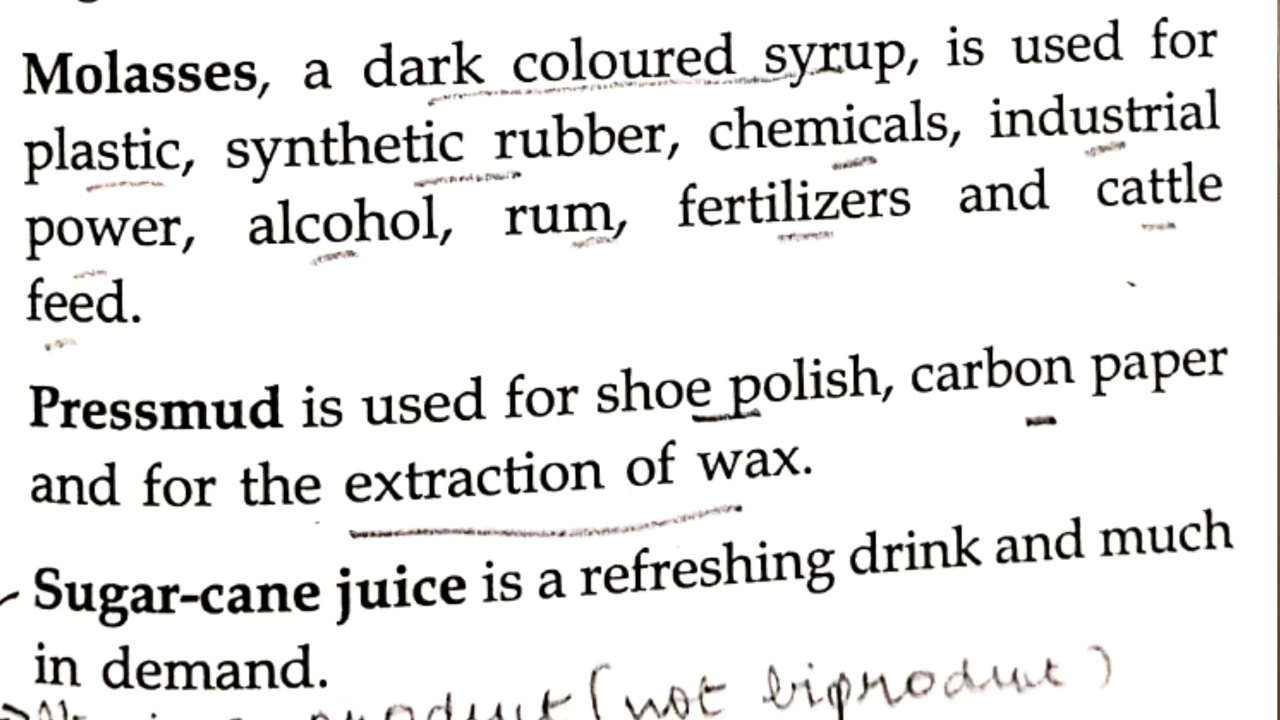 Molasses, a dark coloured syrup, is used for
plastic, synthetic rubber, chemicals, industrial
power, alcohol, rum, fertilizers and cattle
feed.
Pressmud is used for shoe polish, carbon paper
and for the extraction of wax.
Sugar-cane juice is a refreshing drink and much
in demand.
product (not biproduct)